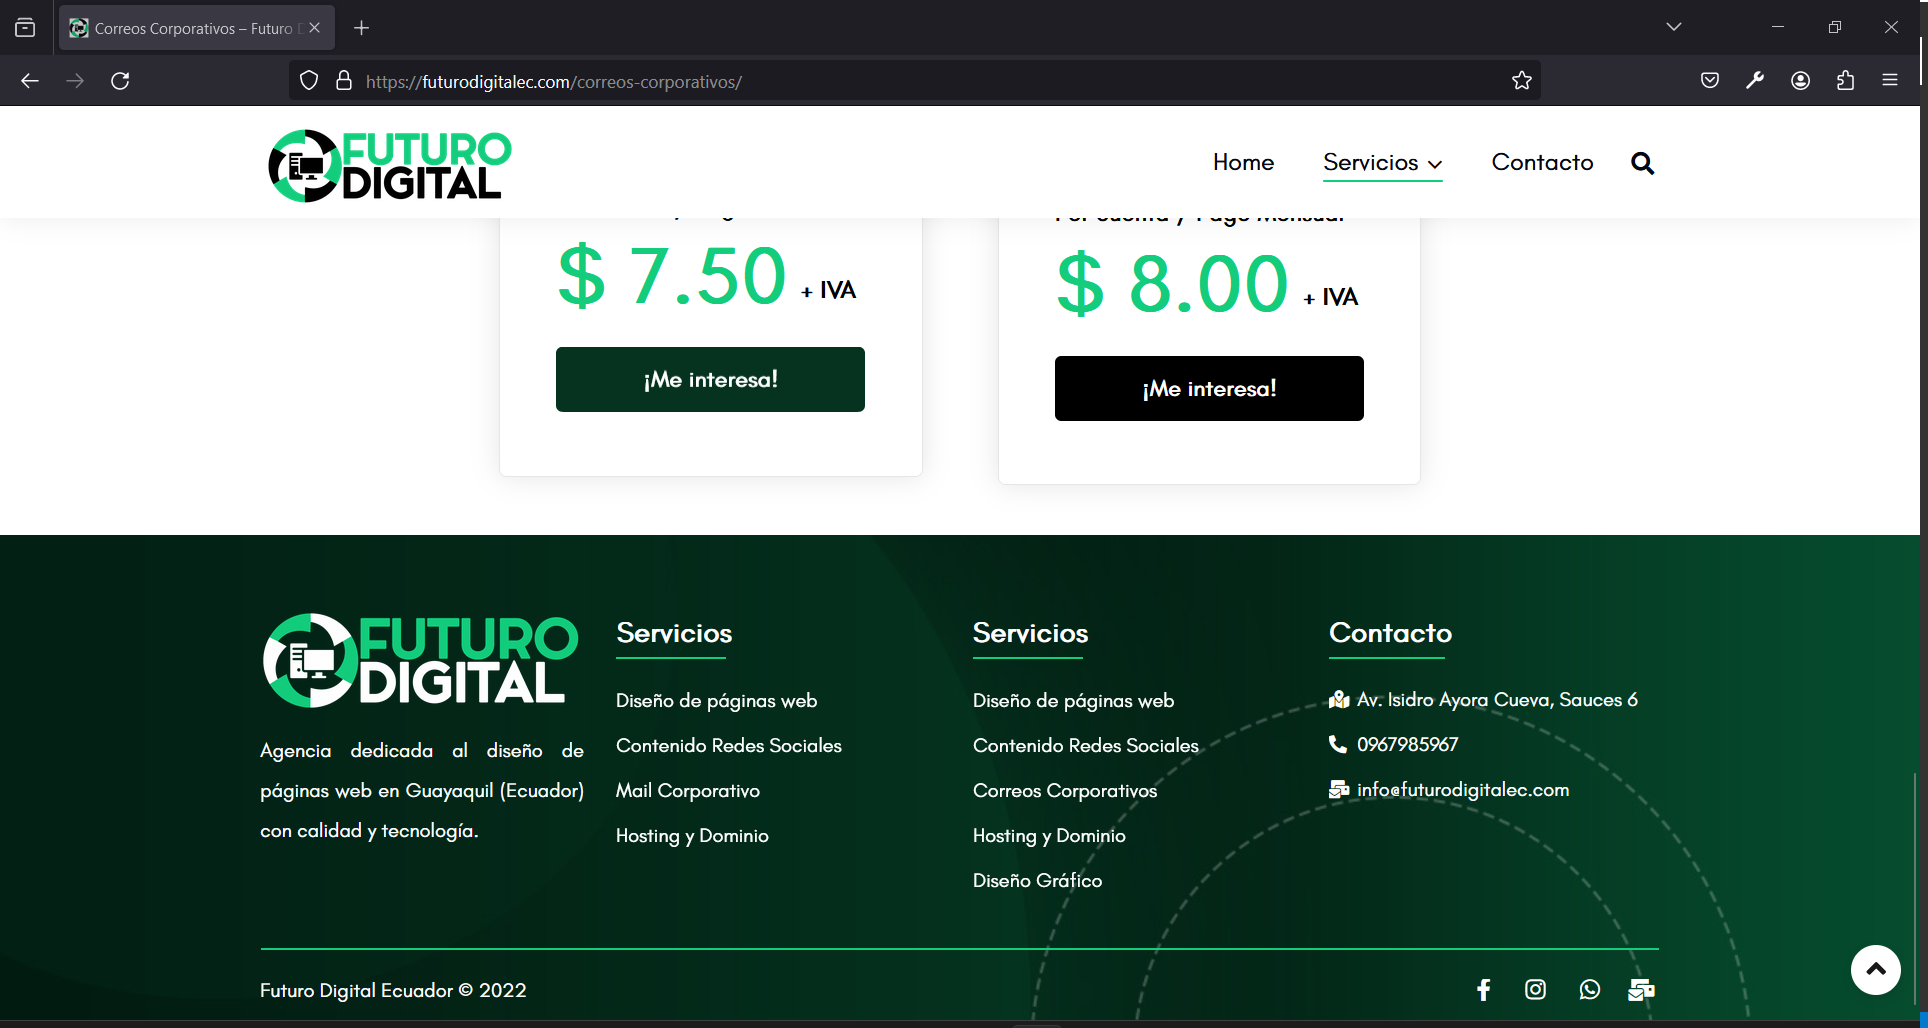 Correos Corporativos – Futuro D
https://futurodigitalec.com/correos-corporativos/
FUTURO
DIGITAL
Home
Servicios
Contacto
Por Cuenta y Pago Mensual
$ 7.50 + IVA
$ 8.00 + IVA
¡Me interesa!
¡Me interesa!
FUTURO
DIGITAL
Agencia dedicada al diseño de
páginas web en Guayaquil (Ecuador)
con calidad y tecnología.
Servicios
Diseño de páginas web
Contenido Redes Sociales
Mail Corporativo
Hosting y Dominio
Servicios
Diseño de páginas web
Contenido Redes Sociales
Correos Corporativos
Hosting y Dominio
Diseño Gráfico
Contacto
Av. Isidro Ayora Cueva, Sauces 6
0967985967
info@futurodigitalec.com
Futuro Digital Ecuador © 2022